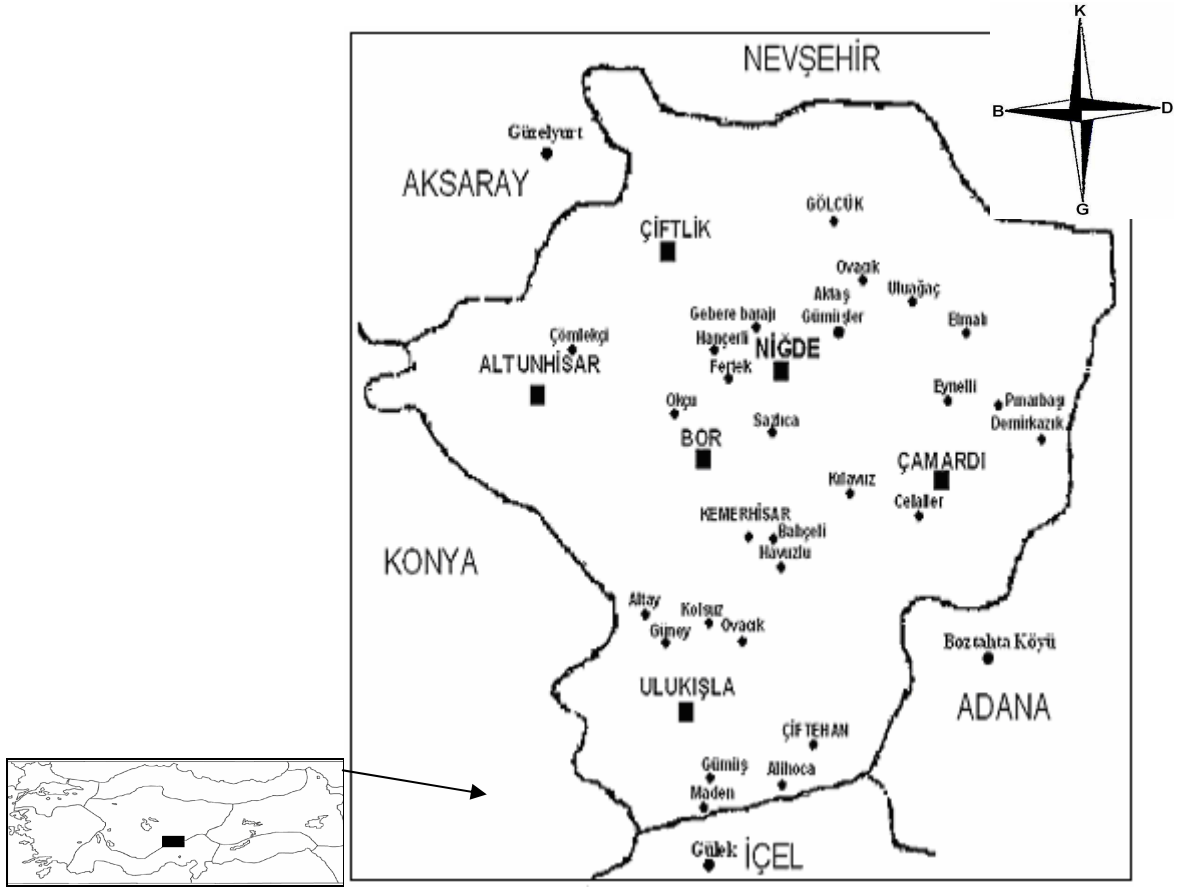 K
NEVŞEHİR
B
D
Güzelyurt
AKSARAY
G
GÖLCÜK
ÇİFTLİK
Ovacık
Uluağaç
Aktaş
Gebere barajı
Gümüşler
Elmalı
Çömlekçi
Hançerli
NİĞDE
ALTUNHİSAR
Fertek
Eynelli
Okçu
Pınarbaşı
Sazlıca
Demirkazık
BOR
ÇAMARDI
Kılavuz
Celaller
KEMERHİSAR
Bahçeli
Havuzlu
KONYA
Altay
Kolsuz
Güney
Ovacık
Boztahta Köyü
ULUKIŞLA
ADANA
ÇİFTEHAN
Gümüş
Alihoca
Maden
Gülek
İÇEL